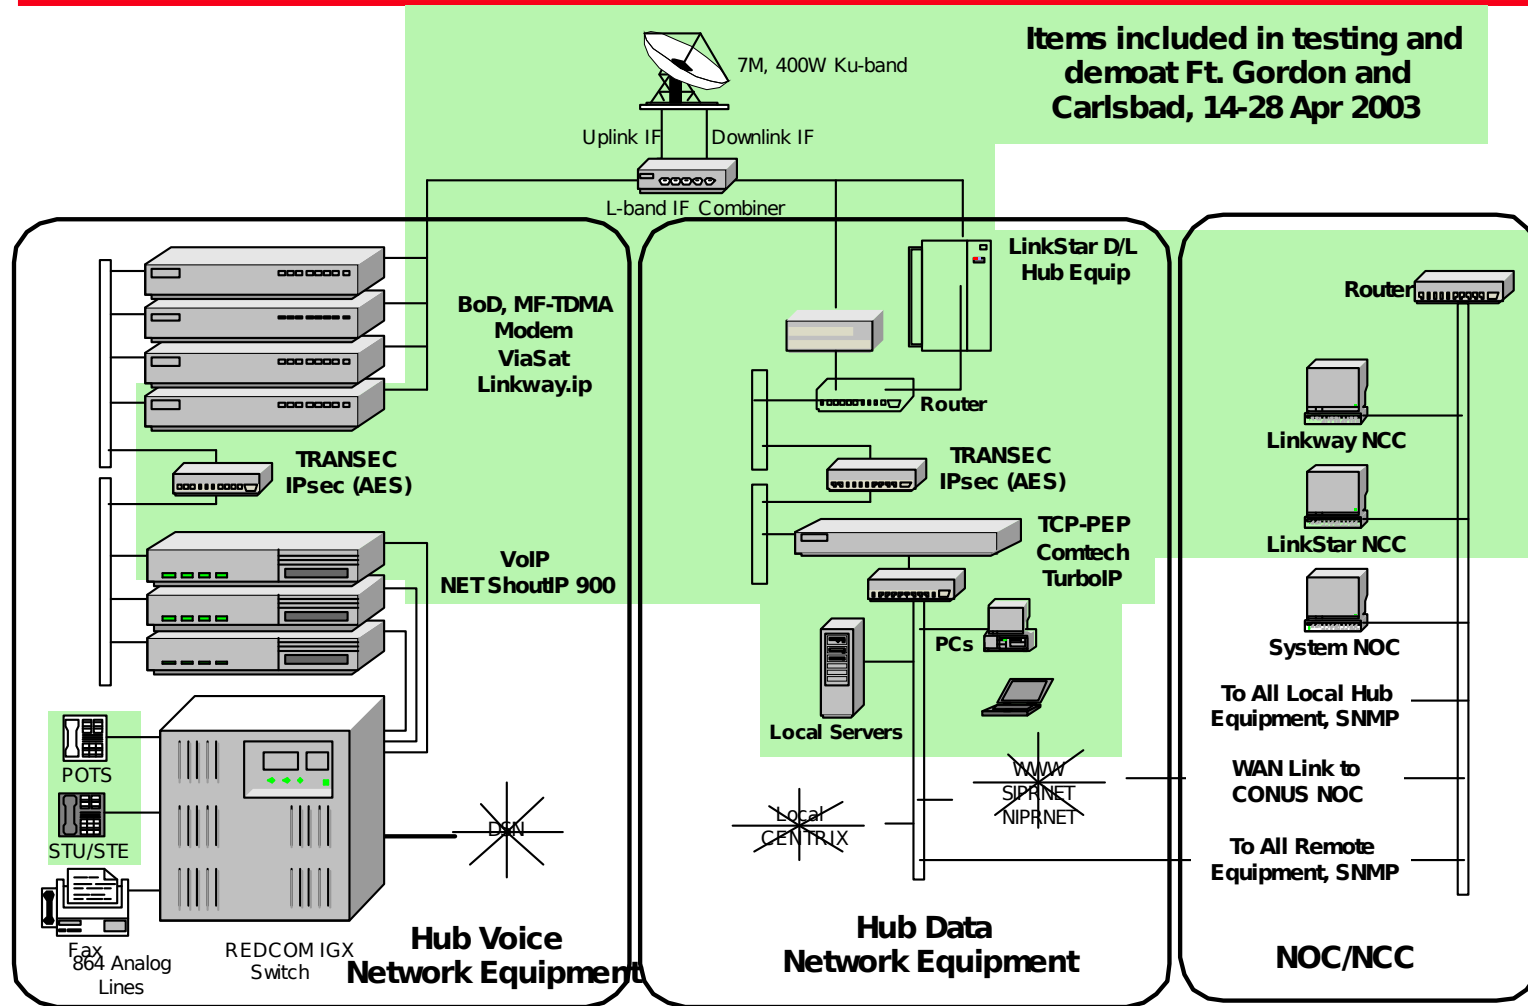 Items included in testing and
demoat Ft. Gordon and
Carlsbad, 14-28 Apr 2003
7M, 400W Ku-band
Uplink IF
Downlink IF
L-band IF Combiner
BoD, MF-TDMA
Modem
ViaSat
Linkway.ip
TRANSEC
IPsec (AES)
VoIP
NET ShoutIP 900
POTS
STU/STE
Fax
864 Analog
Lines
REDCOM IGX
Switch
DSN
Hub Voice
Network Equipment
LinkStar D/L
Hub Equip
Router
TRANSEC
IPsec (AES)
TCP-PEP
Comtech
TurboIP
PCs
Local Servers
WWW
SIPRNET
NIPRNET
Local
CENTRIX
Hub Data
Network Equipment
Router
Linkway NCC
LinkStar NCC
System NOC
To All Local Hub
Equipment, SNMP
WAN Link to
CONUS NOC
To All Remote
Equipment, SNMP
NOC/NCC